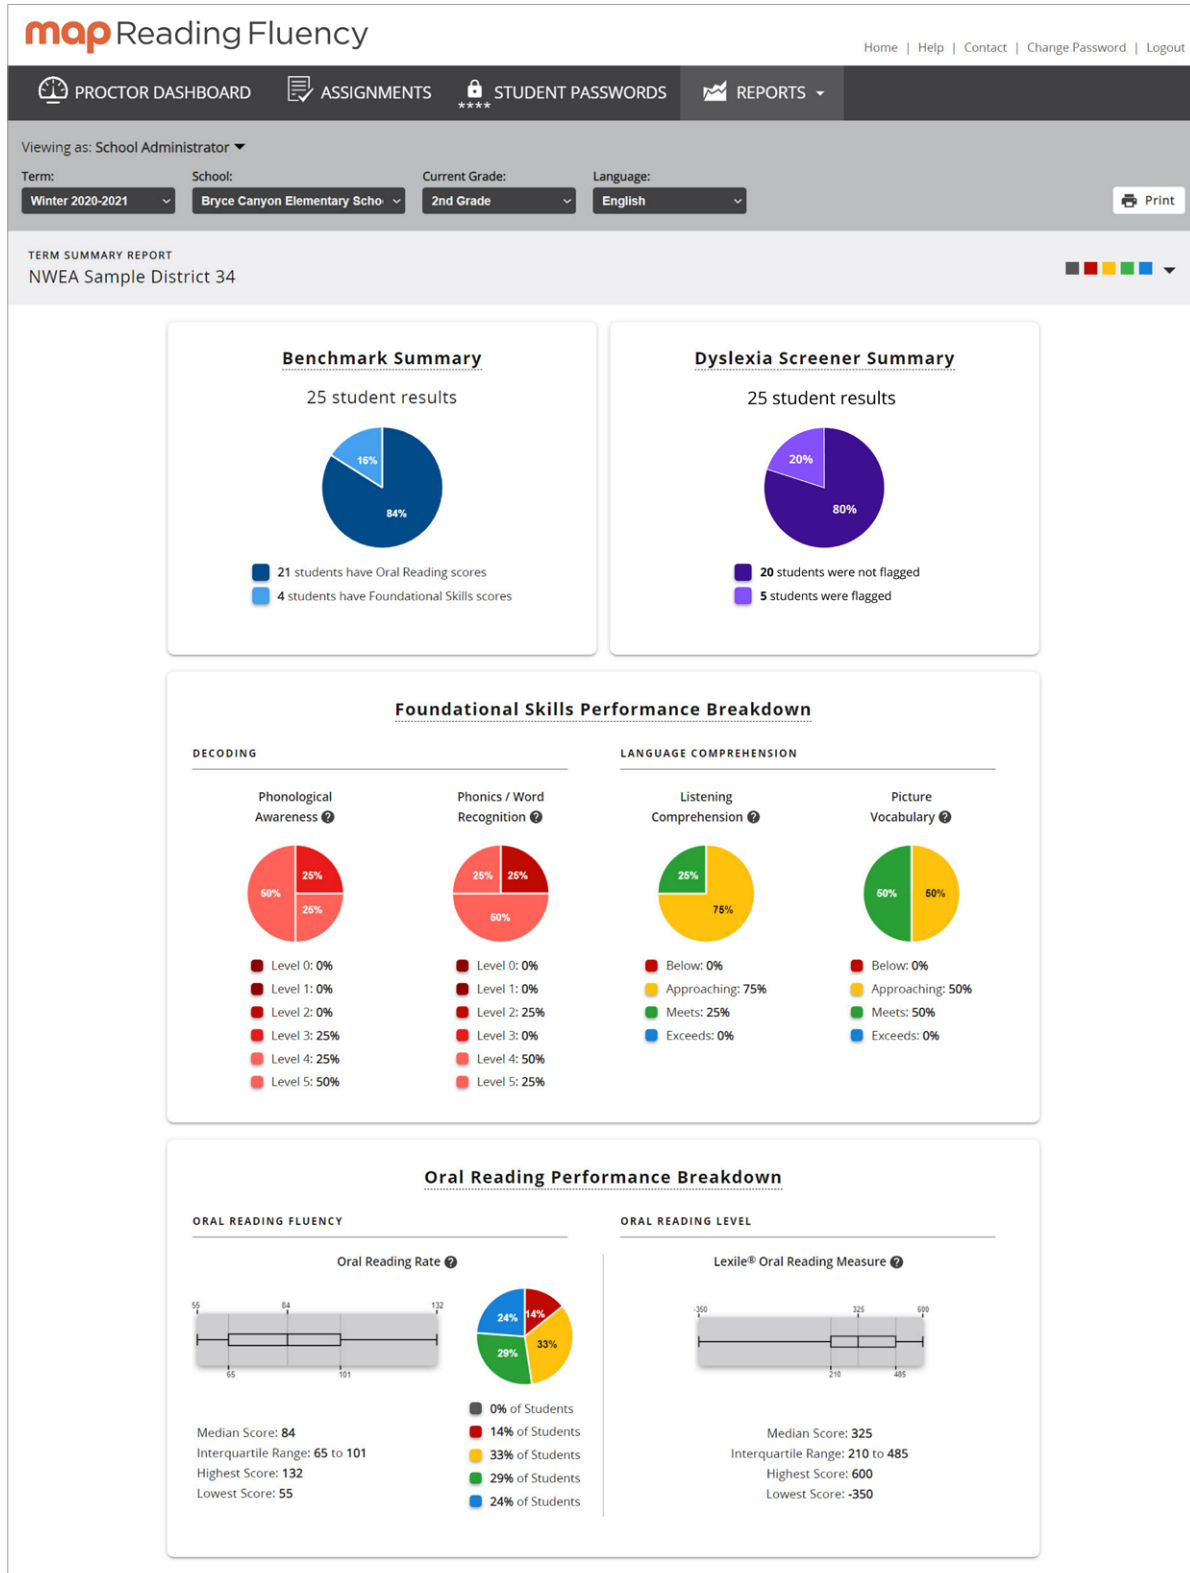 map Reading Fluency
Home | Help | Contact | Change Password | Logout
PROCTOR DASHBOARD ASSIGNMENTS **** STUDENT PASSWORDS REPORTS
Viewing as: School Administrator
Term: School: Current Grade: Language:
Winter 2020-2021 Bryce Canyon Elementary Scho 2nd Grade English Print
TERM SUMMARY REPORT
NWEA Sample District 34
Benchmark Summary
25 student results
16%
84%
21 students have Oral Reading scores
4 students have Foundational Skills scores
Dyslexia Screener Summary
25 student results
20%
80%
20 students were not flagged
5 students were flagged
Foundational Skills Performance Breakdown
DECODING
Phonological
Awareness ?
25%
50%
25%
Level 0: 0%
Level 1: 0%
Level 2: 0%
Level 3: 25%
Level 4: 25%
Level 5: 50%
Phonics / Word
Recognition ?
25% 25%
50%
Level 0: 0%
Level 1: 0%
Level 2: 25%
Level 3: 0%
Level 4: 50%
Level 5: 25%
LANGUAGE COMPREHENSION
Listening
Comprehension ?
25%
75%
Below: 0%
Approaching: 75%
Meets: 25%
Exceeds: 0%
Picture
Vocabulary ?
50% 50%
Below: 0%
Approaching: 50%
Meets: 50%
Exceeds: 0%
Oral Reading Performance Breakdown
ORAL READING FLUENCY
Oral Reading Rate ?
55 84 132
65 101
Median Score: 84
Interquartile Range: 65 to 101
Highest Score: 132
Lowest Score: 55
24% 14%
33%
29%
0% of Students
14% of Students
33% of Students
29% of Students
24% of Students
ORAL READING LEVEL
Lexile® Oral Reading Measure ?
-350 325 600
210 485
Median Score: 325
Interquartile Range: 210 to 485
Highest Score: 600
Lowest Score: -350